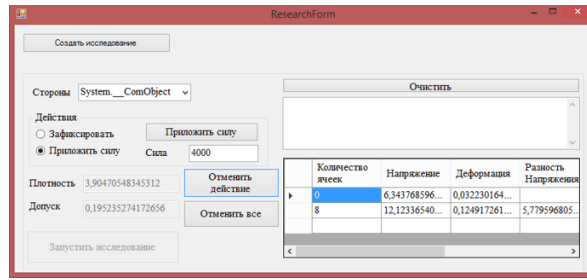 ResearchForm
Создать исследование
Стороны System.__ComObject
Действия
Зафиксировать Приложить силу
Приложить силу Сила 4000
Плотность 3,90470548345312 Отменить действие
Допуск 0,195235274172656 Отменить все
Запустить исследование
Очистить
Количество ячеек Напряжение Деформация Разность Напряжения
0 6,343768596... 0,032230164...
8 12,12336540... 0,124917261... 5,779596805...